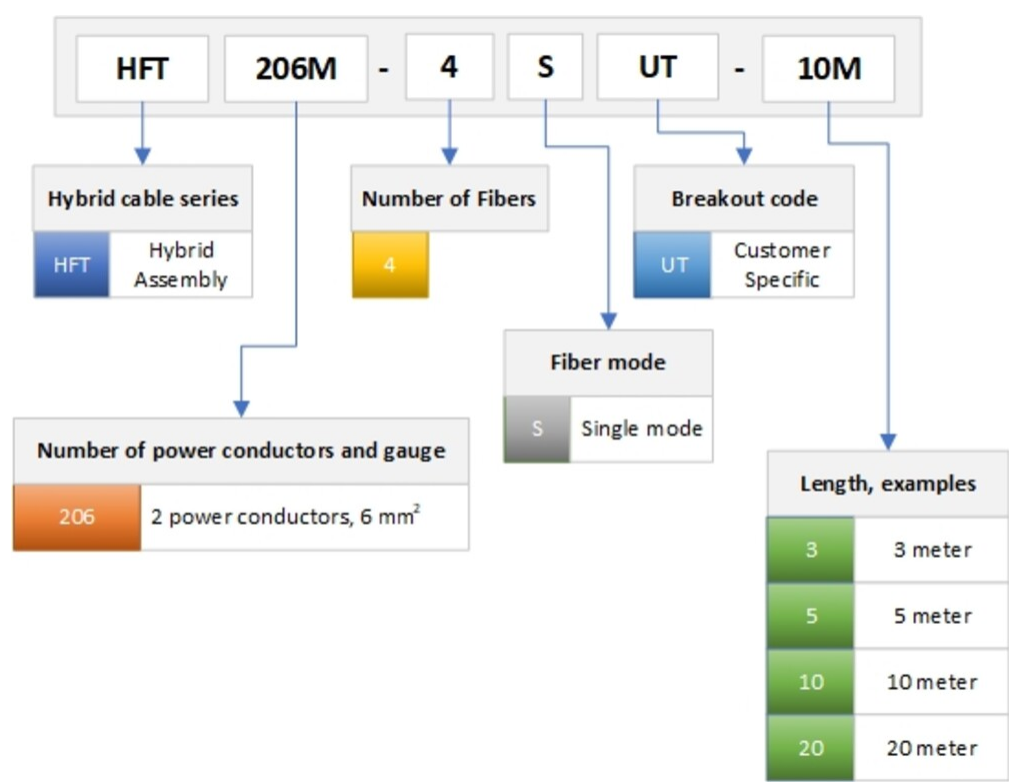 HFT 206M - 4 S UT - 10M
Hybrid cable series
HFT Hybrid
Assembly
Number of Fibers
4
Breakout code
UT Customer
Specific
Fiber mode
S Single mode
Number of power conductors and gauge
206 2 power conductors, 6 mm²
Length, examples
3 3 meter
5 5 meter
10 10 meter
20 20 meter